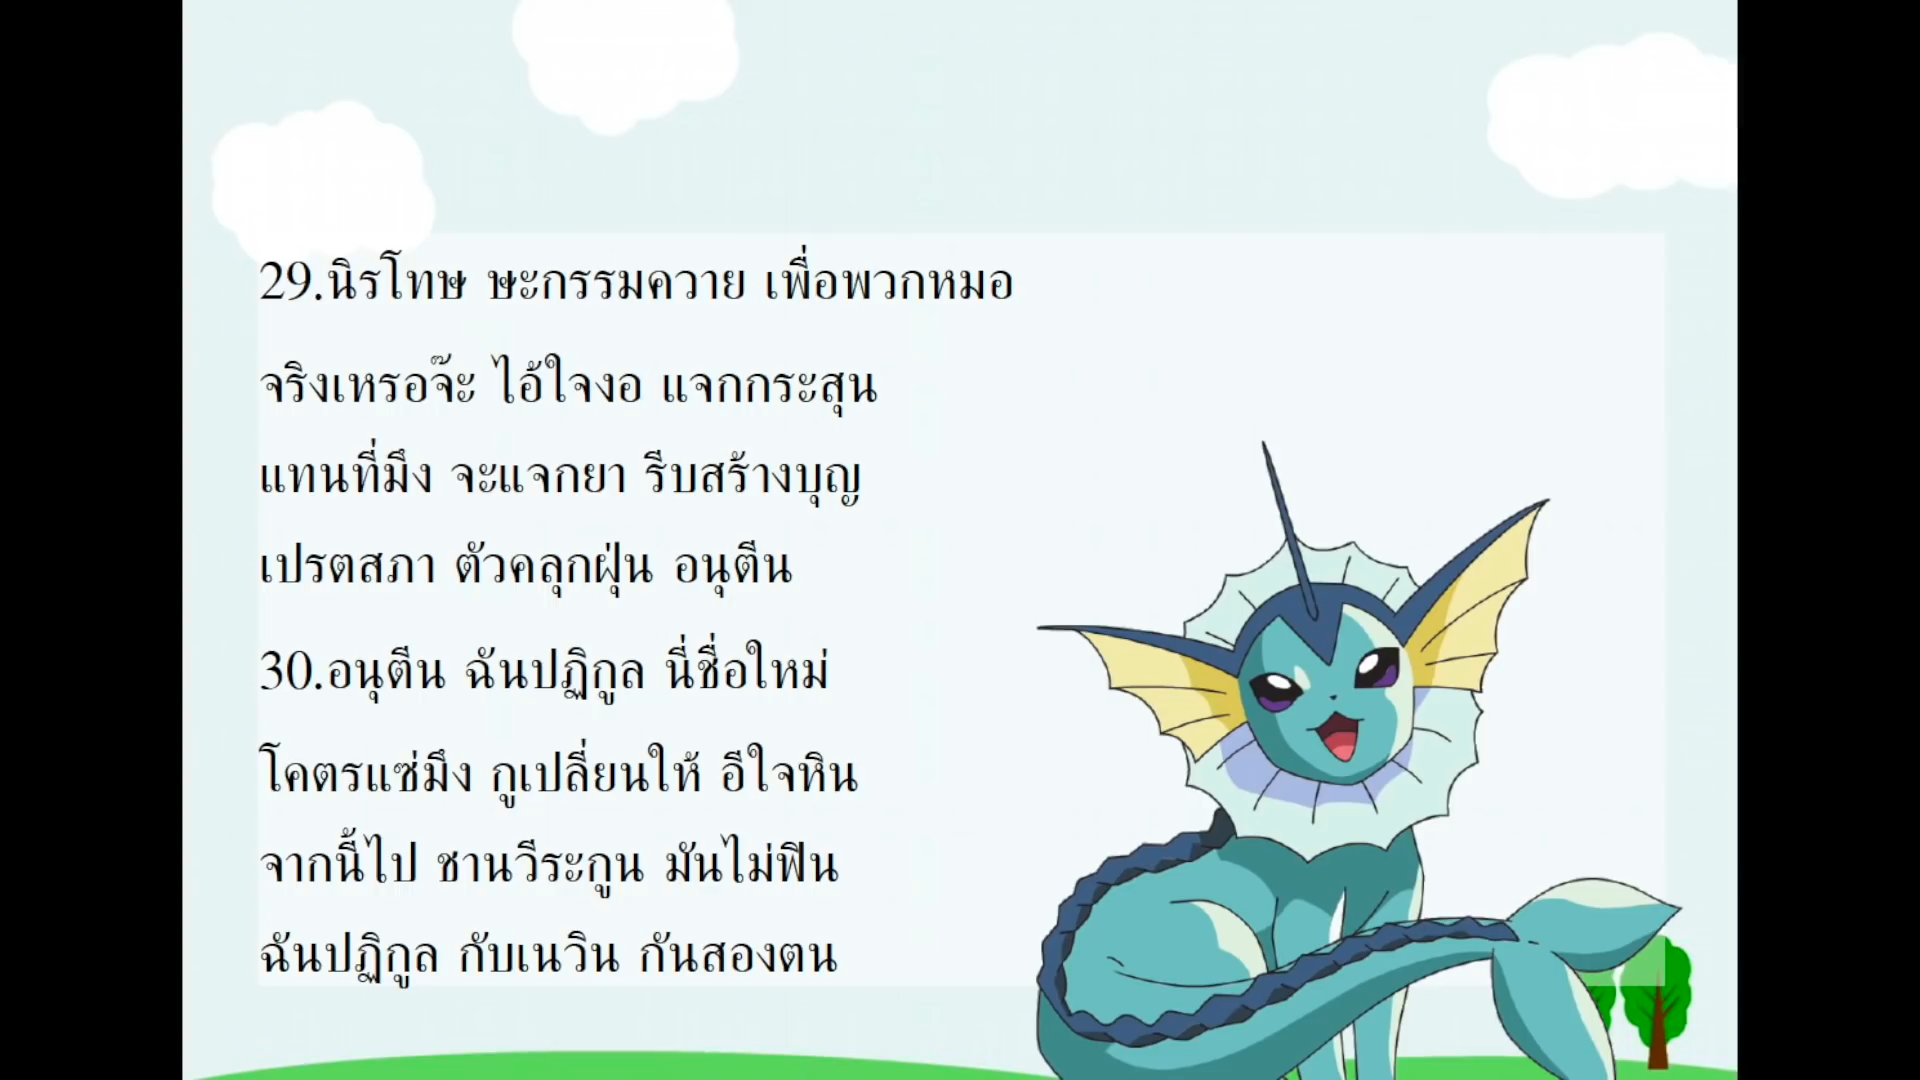 29.นิรโทษ ษะกรรมควาย เพื่อพวกหมอ
จริงเหรอจ๊ะ ไอ้ใจงอ แจกกระสุน
แทนที่มึง จะแจกยา รีบสร้างบุญ
เปรตสภา ตัวคลุกฝุ่น อนุตีน
30.อนุตีน ฉันปฏิกูล นี่ชื่อใหม่
โคตรแซ่มึง กูเปลี่ยนให้ อีใจหิน
จากนี้ไป ชานวีระกูน มันไม่ฟิน
ฉันปฏิกูล กับเนวิน กันสองตน